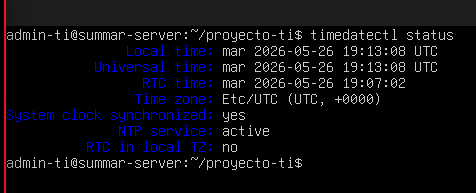 admin-ti@summar-server:~/proyecto-ti$ timedatectl status
Local time: mar 2026-05-26 19:13:08 UTC
Universal time: mar 2026-05-26 19:13:08 UTC
RTC time: mar 2026-05-26 19:07:02
Time zone: Etc/UTC (UTC, +0000)
System clock synchronized: yes
NTP service: active
RTC in local TZ: no
admin-ti@summar-server:~/proyecto-ti$